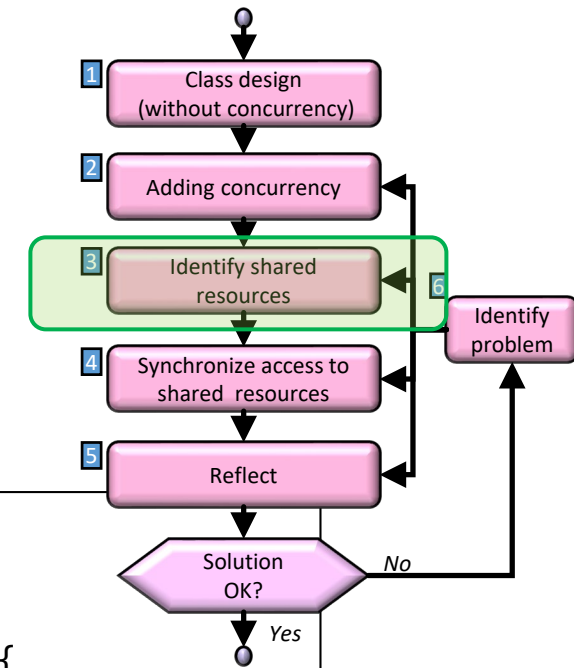 1
Class design
(without concurrency)
2
Adding concurrency
3
Identify shared
resources
6
Identify
problem
4
Synchronize access to
shared resources
5
Reflect
Solution
OK?
No
Yes
{